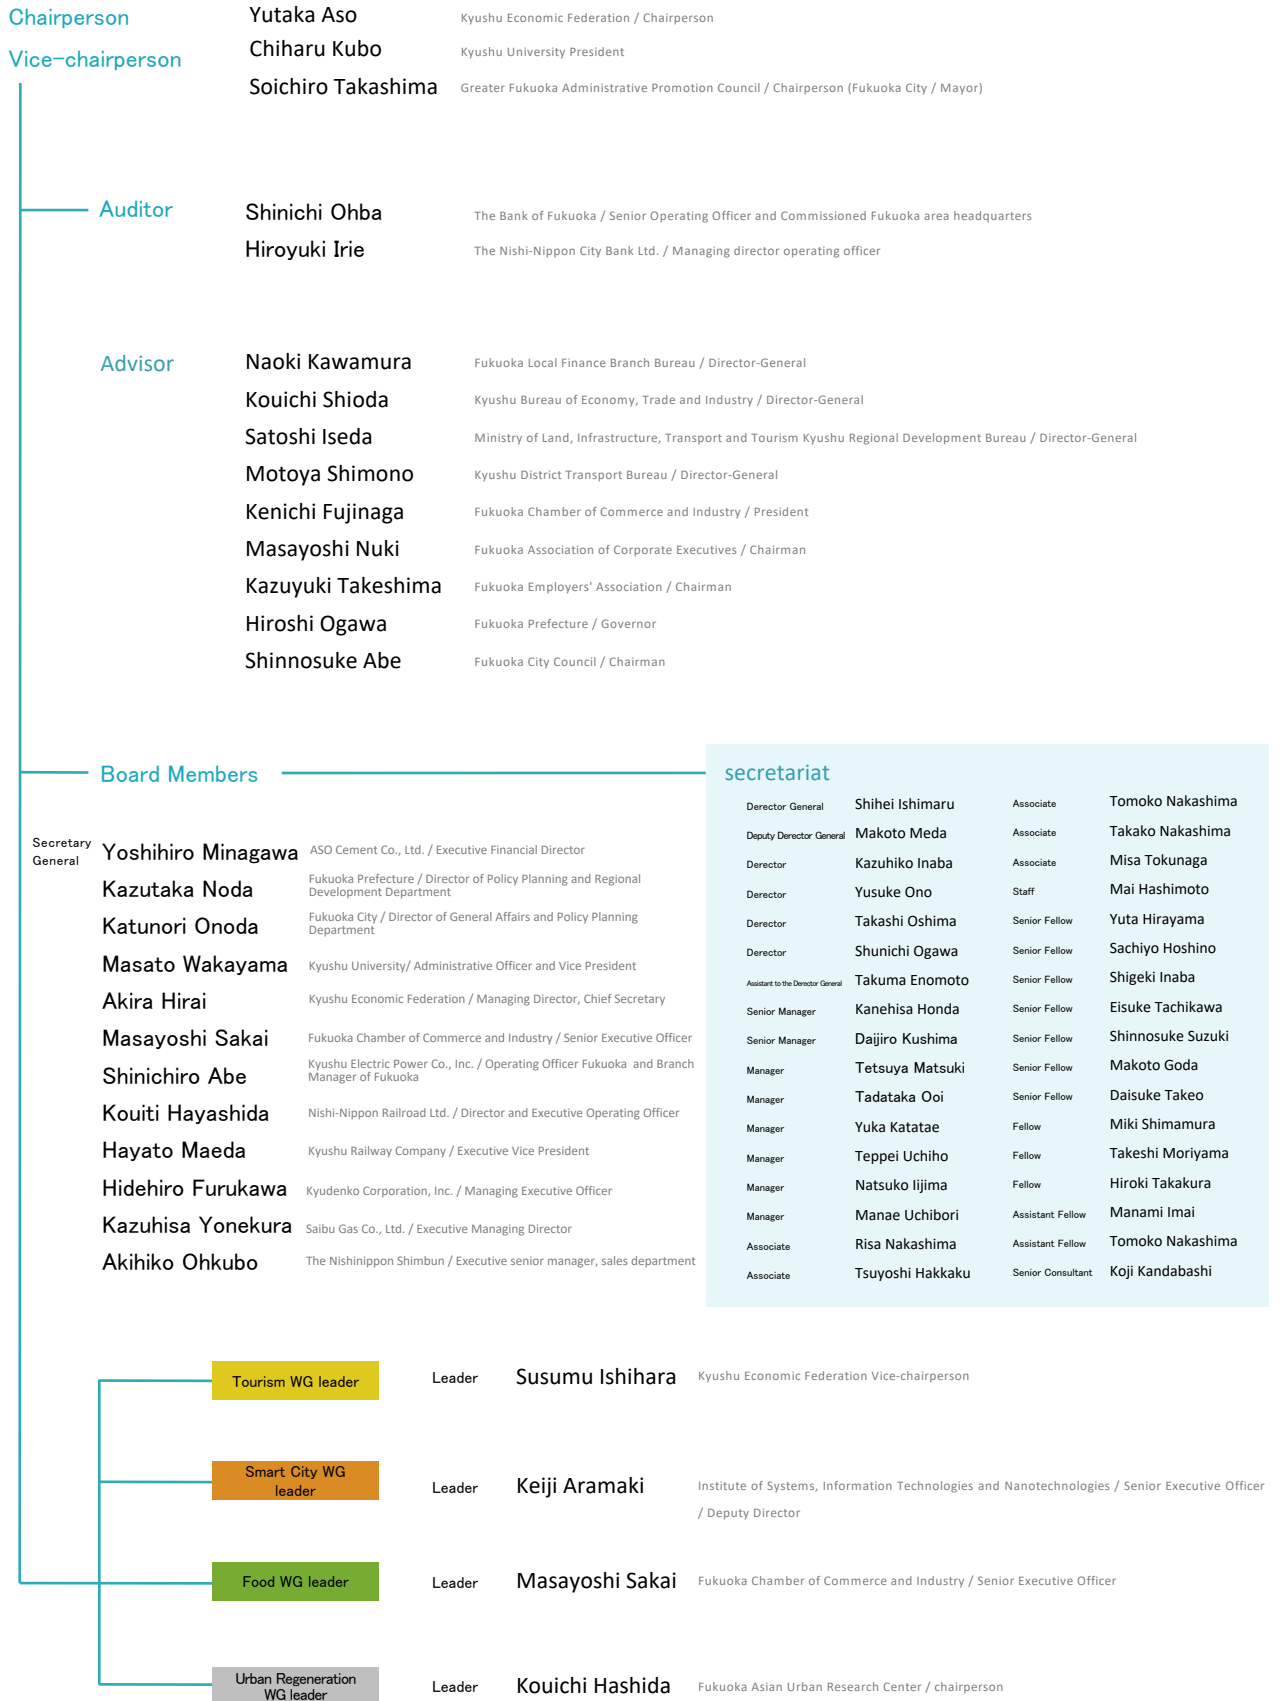 Chairperson Yutaka Aso Kyushu Economic Federation / Chairperson
Vice-chairperson Chiharu Kubo Kyushu University President
Soichiro Takashima Greater Fukuoka Administrative Promotion Council / Chairperson (Fukuoka City / Mayor)
Auditor Shinichi Ohba The Bank of Fukuoka / Senior Operating Officer and Commissioned Fukuoka area headquarters
Hiroyuki Irie The Nishi-Nippon City Bank Ltd. / Managing director operating officer
Advisor Naoki Kawamura Fukuoka Local Finance Branch Bureau / Director-General
Kouichi Shioda Kyushu Bureau of Economy, Trade and Industry / Director-General
Satoshi Iseda Ministry of Land, Infrastructure, Transport and Tourism Kyushu Regional Development Bureau / Director-General
Motoya Shimono Kyushu District Transport Bureau / Director-General
Kenichi Fujinaga Fukuoka Chamber of Commerce and Industry / President
Masayoshi Nuki Fukuoka Association of Corporate Executives / Chairman
Kazuyuki Takeshima Fukuoka Employers' Association / Chairman
Hiroshi Ogawa Fukuoka Prefecture / Governor
Shinnosuke Abe Fukuoka City Council / Chairman
Board Members
Secretary
General
Yoshihiro Minagawa ASO Cement Co., Ltd. / Executive Financial Director
Kazutaka Noda Fukuoka Prefecture / Director of Policy Planning and Regional
Development Department
Katunori Onoda Fukuoka City / Director of General Affairs and Policy Planning
Department
Masato Wakayama Kyushu University/ Administrative Officer and Vice President
Akira Hirai Kyushu Economic Federation / Managing Director, Chief Secretary
Masayoshi Sakai Fukuoka Chamber of Commerce and Industry / Senior Executive Officer
Shinichiro Abe Kyushu Electric Power Co., Inc. / Operating Officer Fukuoka and Branch
Manager of Fukuoka
Kouiti Hayashida Nishi-Nippon Railroad Ltd. / Director and Executive Operating Officer
Hayato Maeda Kyushu Railway Company / Executive Vice President
Hidehiro Furukawa Kyudenko Corporation, Inc. / Managing Executive Officer
Kazuhisa Yonekura Saibu Gas Co., Ltd. / Executive Managing Director
Akihiko Ohkubo The Nishinippon Shimbun / Executive senior manager, sales department
secretariat
Derector General Shihei Ishimaru
Deputy Derector General Makoto Meda
Derector Kazuhiko Inaba
Derector Yusuke Ono
Derector Takashi Oshima
Derector Shunichi Ogawa
Assistant to the Derector General Takuma Enomoto
Senior Manager Kanehisa Honda
Senior Manager Daijiro Kushima
Manager Tetsuya Matsuki
Manager Tadataka Ooi
Manager Yuka Katatae
Manager Teppei Uchiho
Manager Natsuko Iijima
Manager Manae Uchibori
Associate Risa Nakashima
Associate Tsuyoshi Hakkaku
Associate Tomoko Nakashima
Associate Takako Nakashima
Associate Misa Tokunaga
Staff Mai Hashimoto
Senior Fellow Yuta Hirayama
Senior Fellow Sachiyo Hoshino
Senior Fellow Shigeki Inaba
Senior Fellow Eisuke Tachikawa
Senior Fellow Shinnosuke Suzuki
Senior Fellow Makoto Goda
Senior Fellow Daisuke Takeo
Fellow Miki Shimamura
Fellow Takeshi Moriyama
Fellow Hiroki Takakura
Assistant Fellow Manami Imai
Assistant Fellow Tomoko Nakashima
Senior Consultant Koji Kandabashi
Tourism WG leader Leader Susumu Ishihara Kyushu Economic Federation Vice-chairperson
Smart City WG
leader
Leader Keiji Aramaki Institute of Systems, Information Technologies and Nanotechnologies / Senior Executive Officer
/ Deputy Director
Food WG leader Leader Masayoshi Sakai Fukuoka Chamber of Commerce and Industry / Senior Executive Officer
Urban Regeneration
WG leader
Leader Kouichi Hashida Fukuoka Asian Urban Research Center / chairperson